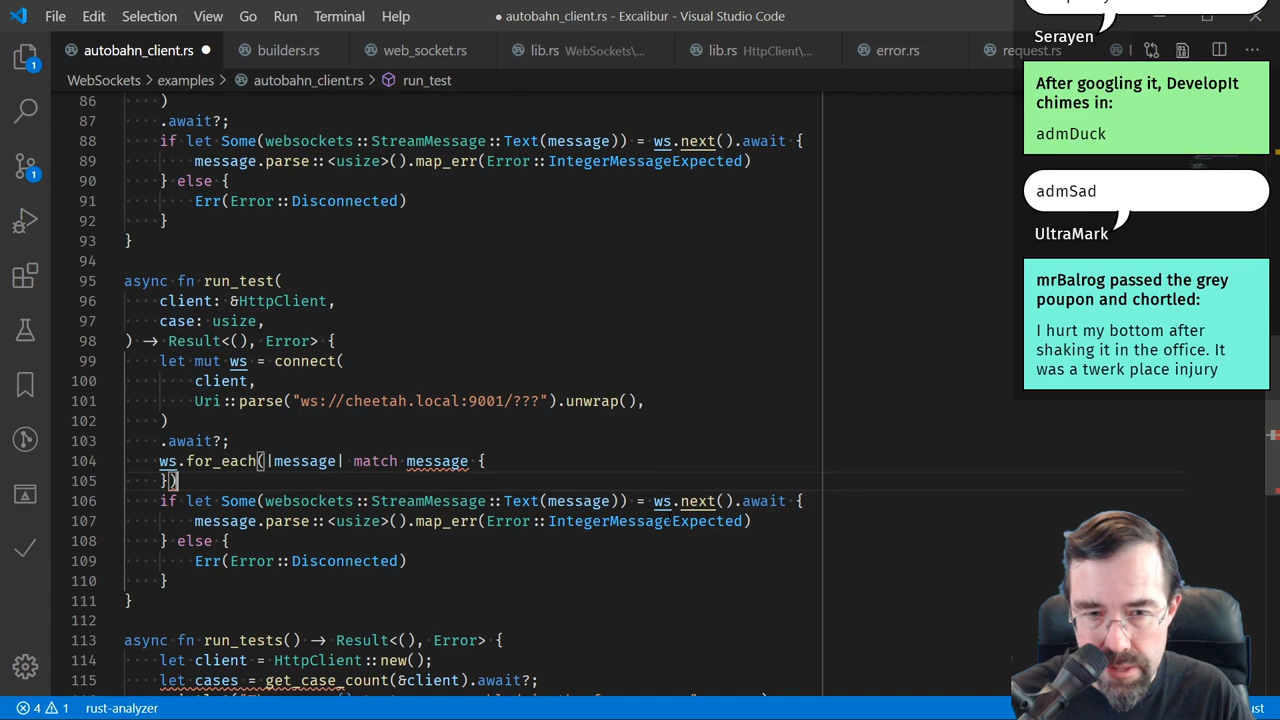 File Edit Selection View Go Run Terminal Help
● autobahn_client.rs - Excalibur - Visual Studio Code
autobahn_client.rs ● builders.rs web_socket.rs lib.rs WebSockets\... lib.rs HttpClient\... error.rs request.rs
WebSockets > examples > autobahn_client.rs > run_test
86 )
87 .await?;
88 if let Some(websockets::StreamMessage::Text(message)) = ws.next().await {
89 message.parse::<usize>().map_err(Error::IntegerMessageExpected)
90 } else {
91 Err(Error::Disconnected)
92 }
93 }
94
95 async fn run_test(
96 client: &HttpClient,
97 case: usize,
98 ) -> Result<(), Error> {
99 let mut ws = connect(
100 client,
101 Uri::parse("ws://cheetah.local:9001/???").unwrap(),
102 )
103 .await?;
104 ws.for_each(|message| match message {
105 })
106 if let Some(websockets::StreamMessage::Text(message)) = ws.next().await {
107 message.parse::<usize>().map_err(Error::IntegerMessageExpected)
108 } else {
109 Err(Error::Disconnected)
110 }
111 }
112
113 async fn run_tests() -> Result<(), Error> {
114 let client = HttpClient::new();
115 let cases = get_case_count(&client).await?;
Serayen
After googling it, DevelopIt
chimes in:
admDuck
admSad
UltraMark
mrBalrog passed the grey
poupon and chortled:
I hurt my bottom after
shaking it in the office. It
was a twerk place injury
1
1
4 1 rust-analyzer